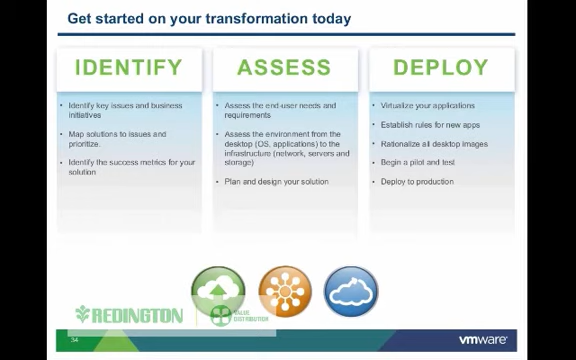 Get started on your transformation today
IDENTIFY
• Identify key issues and business
initiatives
• Map solutions to issues and
prioritize.
• Identify the success metrics for your
solution
ASSESS
• Assess the end-user needs and
requirements
• Assess the environment from the
desktop (OS, applications) to the
infrastructure (network, servers and
storage)
• Plan and design your solution
DEPLOY
• Virtualize your applications
• Establish rules for new apps
• Rationalize all desktop images
• Begin a pilot and test
• Deploy to production
REDINGTON
VALUE
DISTRIBUTION
34
vmware